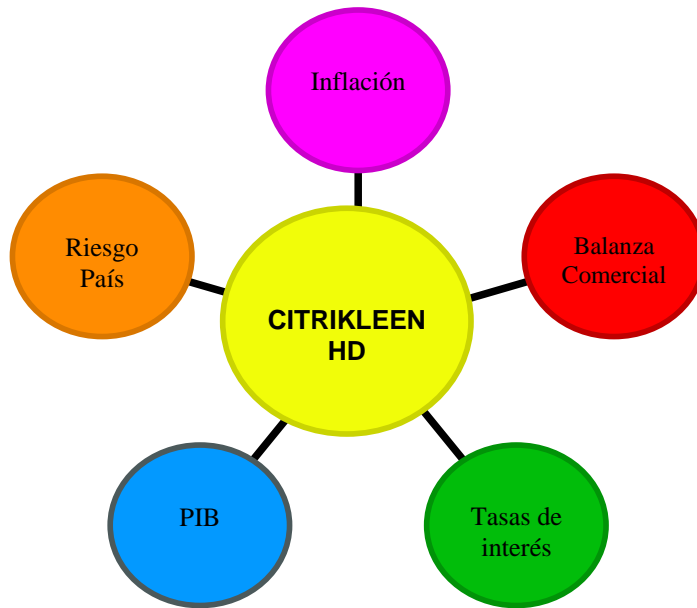 Inflación
Riesgo
País
Balanza
Comercial
CITRIKLEEN
HD
PIB
Tasas de
interés